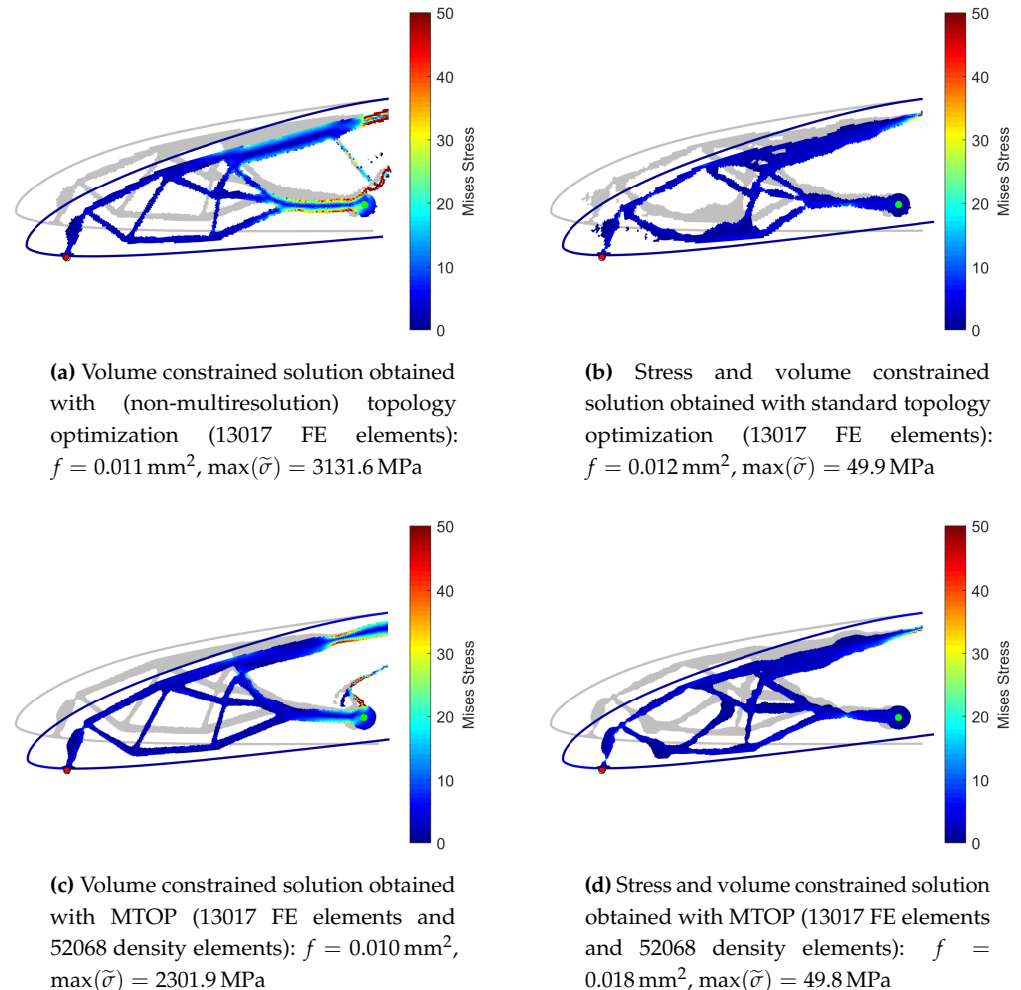 50
40
30
20
10
0
Mises Stress
50
40
30
20
10
0
Mises Stress
(a) Volume constrained solution obtained
with (non-multiresolution) topology
optimization (13017 FE elements):
f = 0.011 mm², max(σ̃) = 3131.6 MPa
(b) Stress and volume constrained
solution obtained with standard topology
optimization (13017 FE elements):
f = 0.012 mm², max(σ̃) = 49.9 MPa
50
40
30
20
10
0
Mises Stress
50
40
30
20
10
0
Mises Stress
(c) Volume constrained solution obtained
with MTOP (13017 FE elements and
52068 density elements): f = 0.010 mm²,
max(σ̃) = 2301.9 MPa
(d) Stress and volume constrained solution
obtained with MTOP (13017 FE elements
and 52068 density elements): f =
0.018 mm², max(σ̃) = 49.8 MPa